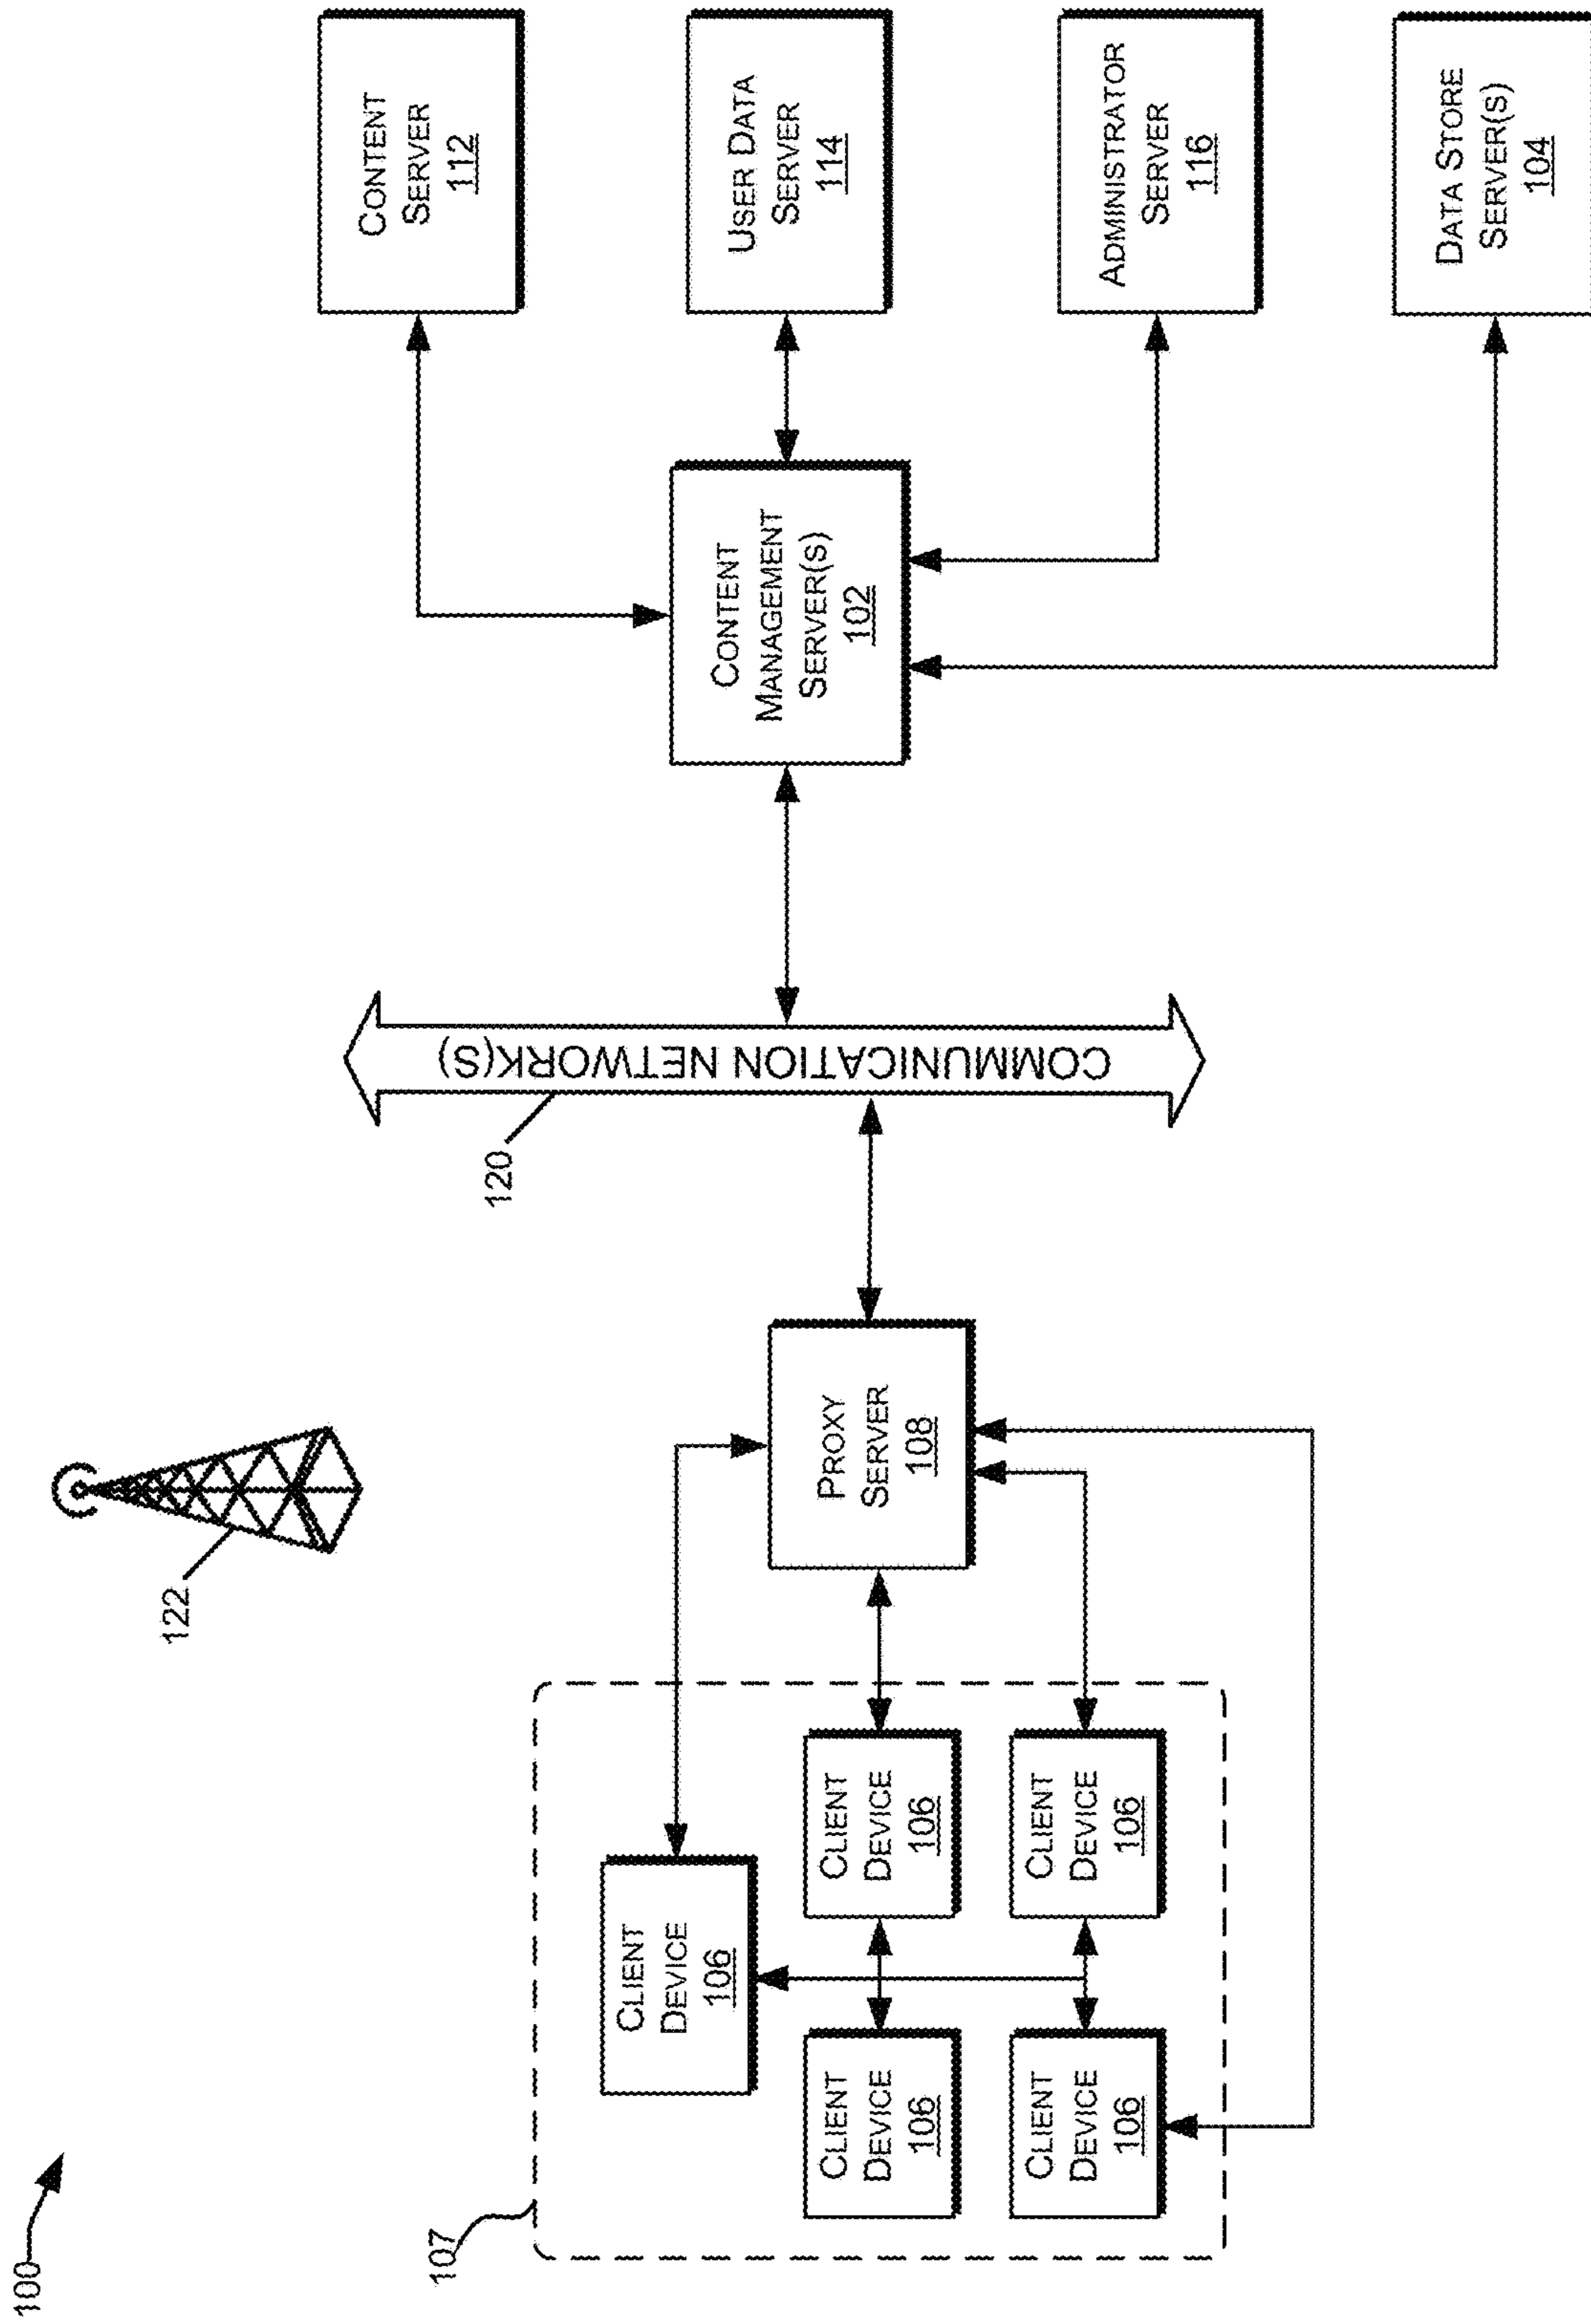 100
122
107
CLIENT
DEVICE
106
CLIENT
DEVICE
106
CLIENT
DEVICE
106
CLIENT
DEVICE
106
CLIENT
DEVICE
106
PROXY
SERVER
108
120
COMMUNICATION NETWORK(S)
CONTENT
MANAGEMENT
SERVER(S)
102
CONTENT
SERVER
112
USER DATA
SERVER
114
ADMINISTRATOR
SERVER
116
DATA STORE
SERVER(S)
104